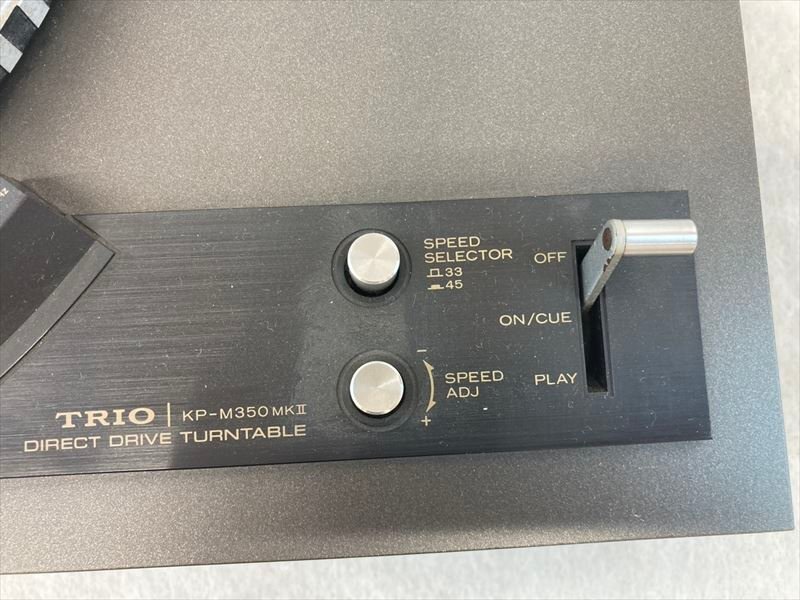 SPEED
SELECTOR
33
45
OFF
ON/CUE
PLAY
−
SPEED
ADJ
+
TRIO | KP-M350 MKII
DIRECT DRIVE TURNTABLE